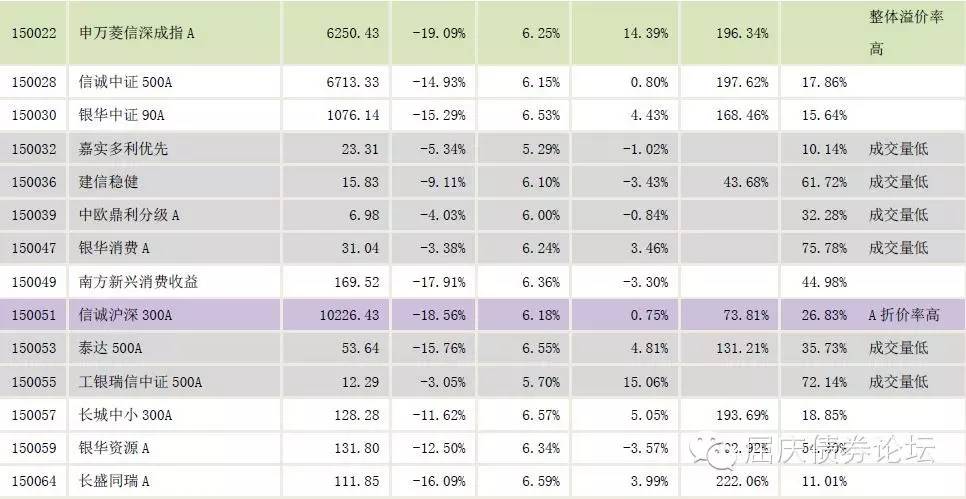 150022 申万菱信深成指 A 6250.43 -19.09% 6.25% 14.39% 196.34% 整体溢价率
高
150028 信诚中证 500A 6713.33 -14.93% 6.15% 0.80% 197.62% 17.86%
150030 银华中证 90A 1076.14 -15.29% 6.53% 4.43% 168.46% 15.64%
150032 嘉实多利优先 23.31 -5.34% 5.29% -1.02% 10.14% 成交量低
150036 建信稳健 15.83 -9.11% 6.10% -3.43% 43.68% 61.72% 成交量低
150039 中欧鼎利分级 A 6.98 -4.03% 6.00% -0.84% 32.28% 成交量低
150047 银华消费 A 31.04 -3.38% 6.24% 3.46% 75.78% 成交量低
150049 南方新兴消费收益 169.52 -17.91% 6.36% -3.30% 44.98%
150051 信诚沪深 300A 10226.43 -18.56% 6.18% 0.75% 73.81% 26.83% A 折价率高
150053 泰达 500A 53.64 -15.76% 6.55% 4.81% 131.21% 35.73% 成交量低
150055 工银瑞信中证 500A 12.29 -3.05% 5.70% 15.06% 72.14% 成交量低
150057 长城中小 300A 128.28 -11.62% 6.57% 5.05% 193.69% 18.85%
150059 银华资源 A 131.80 -12.50% 6.34% -3.57%
屈庆债券论坛
150064 长盛同瑞 A 111.85 -16.09% 6.59% 3.99% 222.06% 11.01%